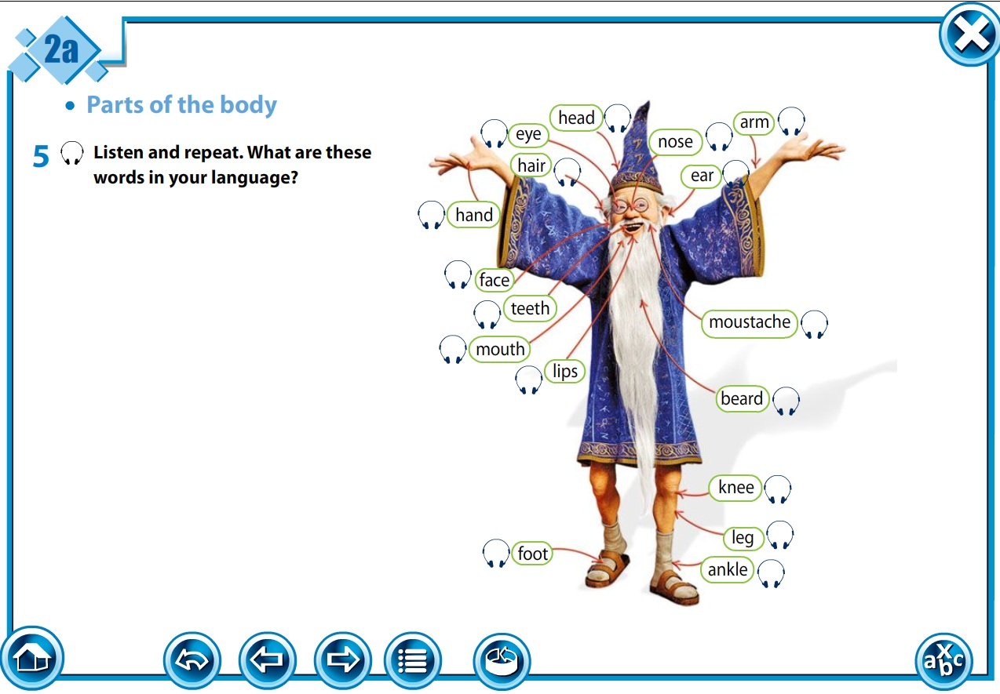 2a
• Parts of the body
5 Listen and repeat. What are these
words in your language?
head
eye
nose
arm
hair
ear
hand
face
teeth
mouth
lips
moustache
beard
knee
leg
foot
ankle
abxc